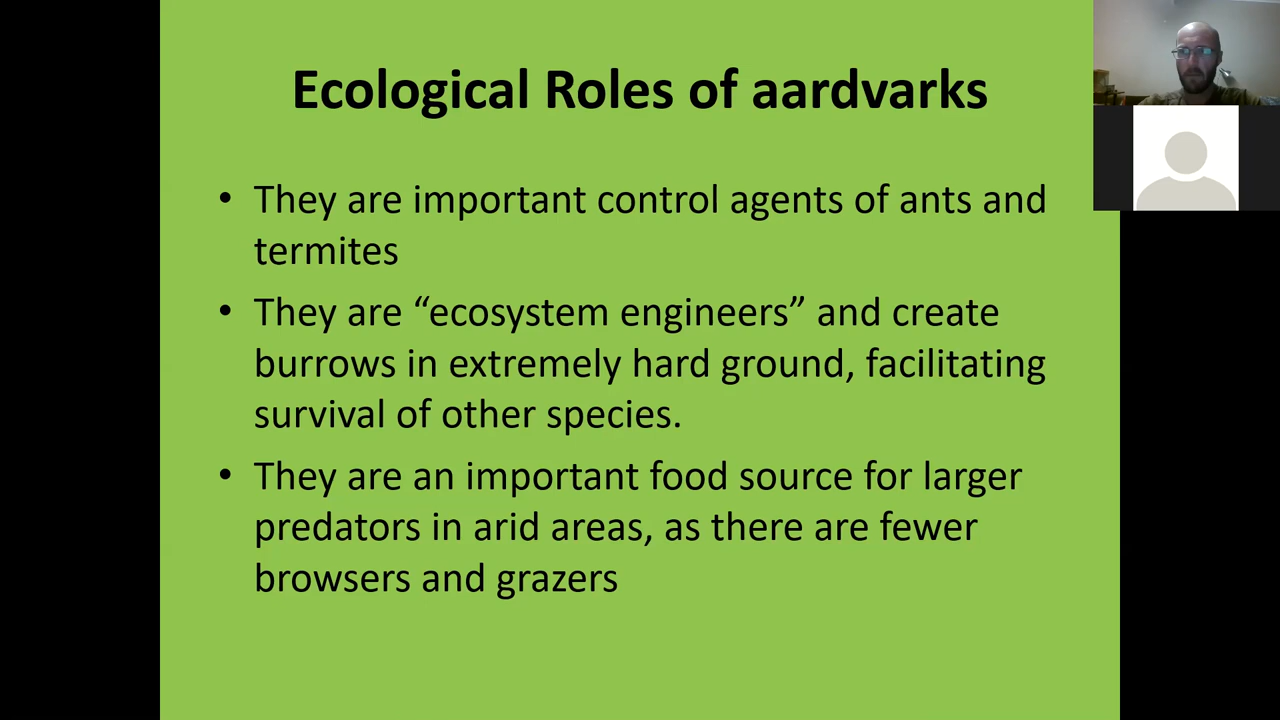 Ecological Roles of aardvarks
• They are important control agents of ants and
termites
• They are “ecosystem engineers” and create
burrows in extremely hard ground, facilitating
survival of other species.
• They are an important food source for larger
predators in arid areas, as there are fewer
browsers and grazers